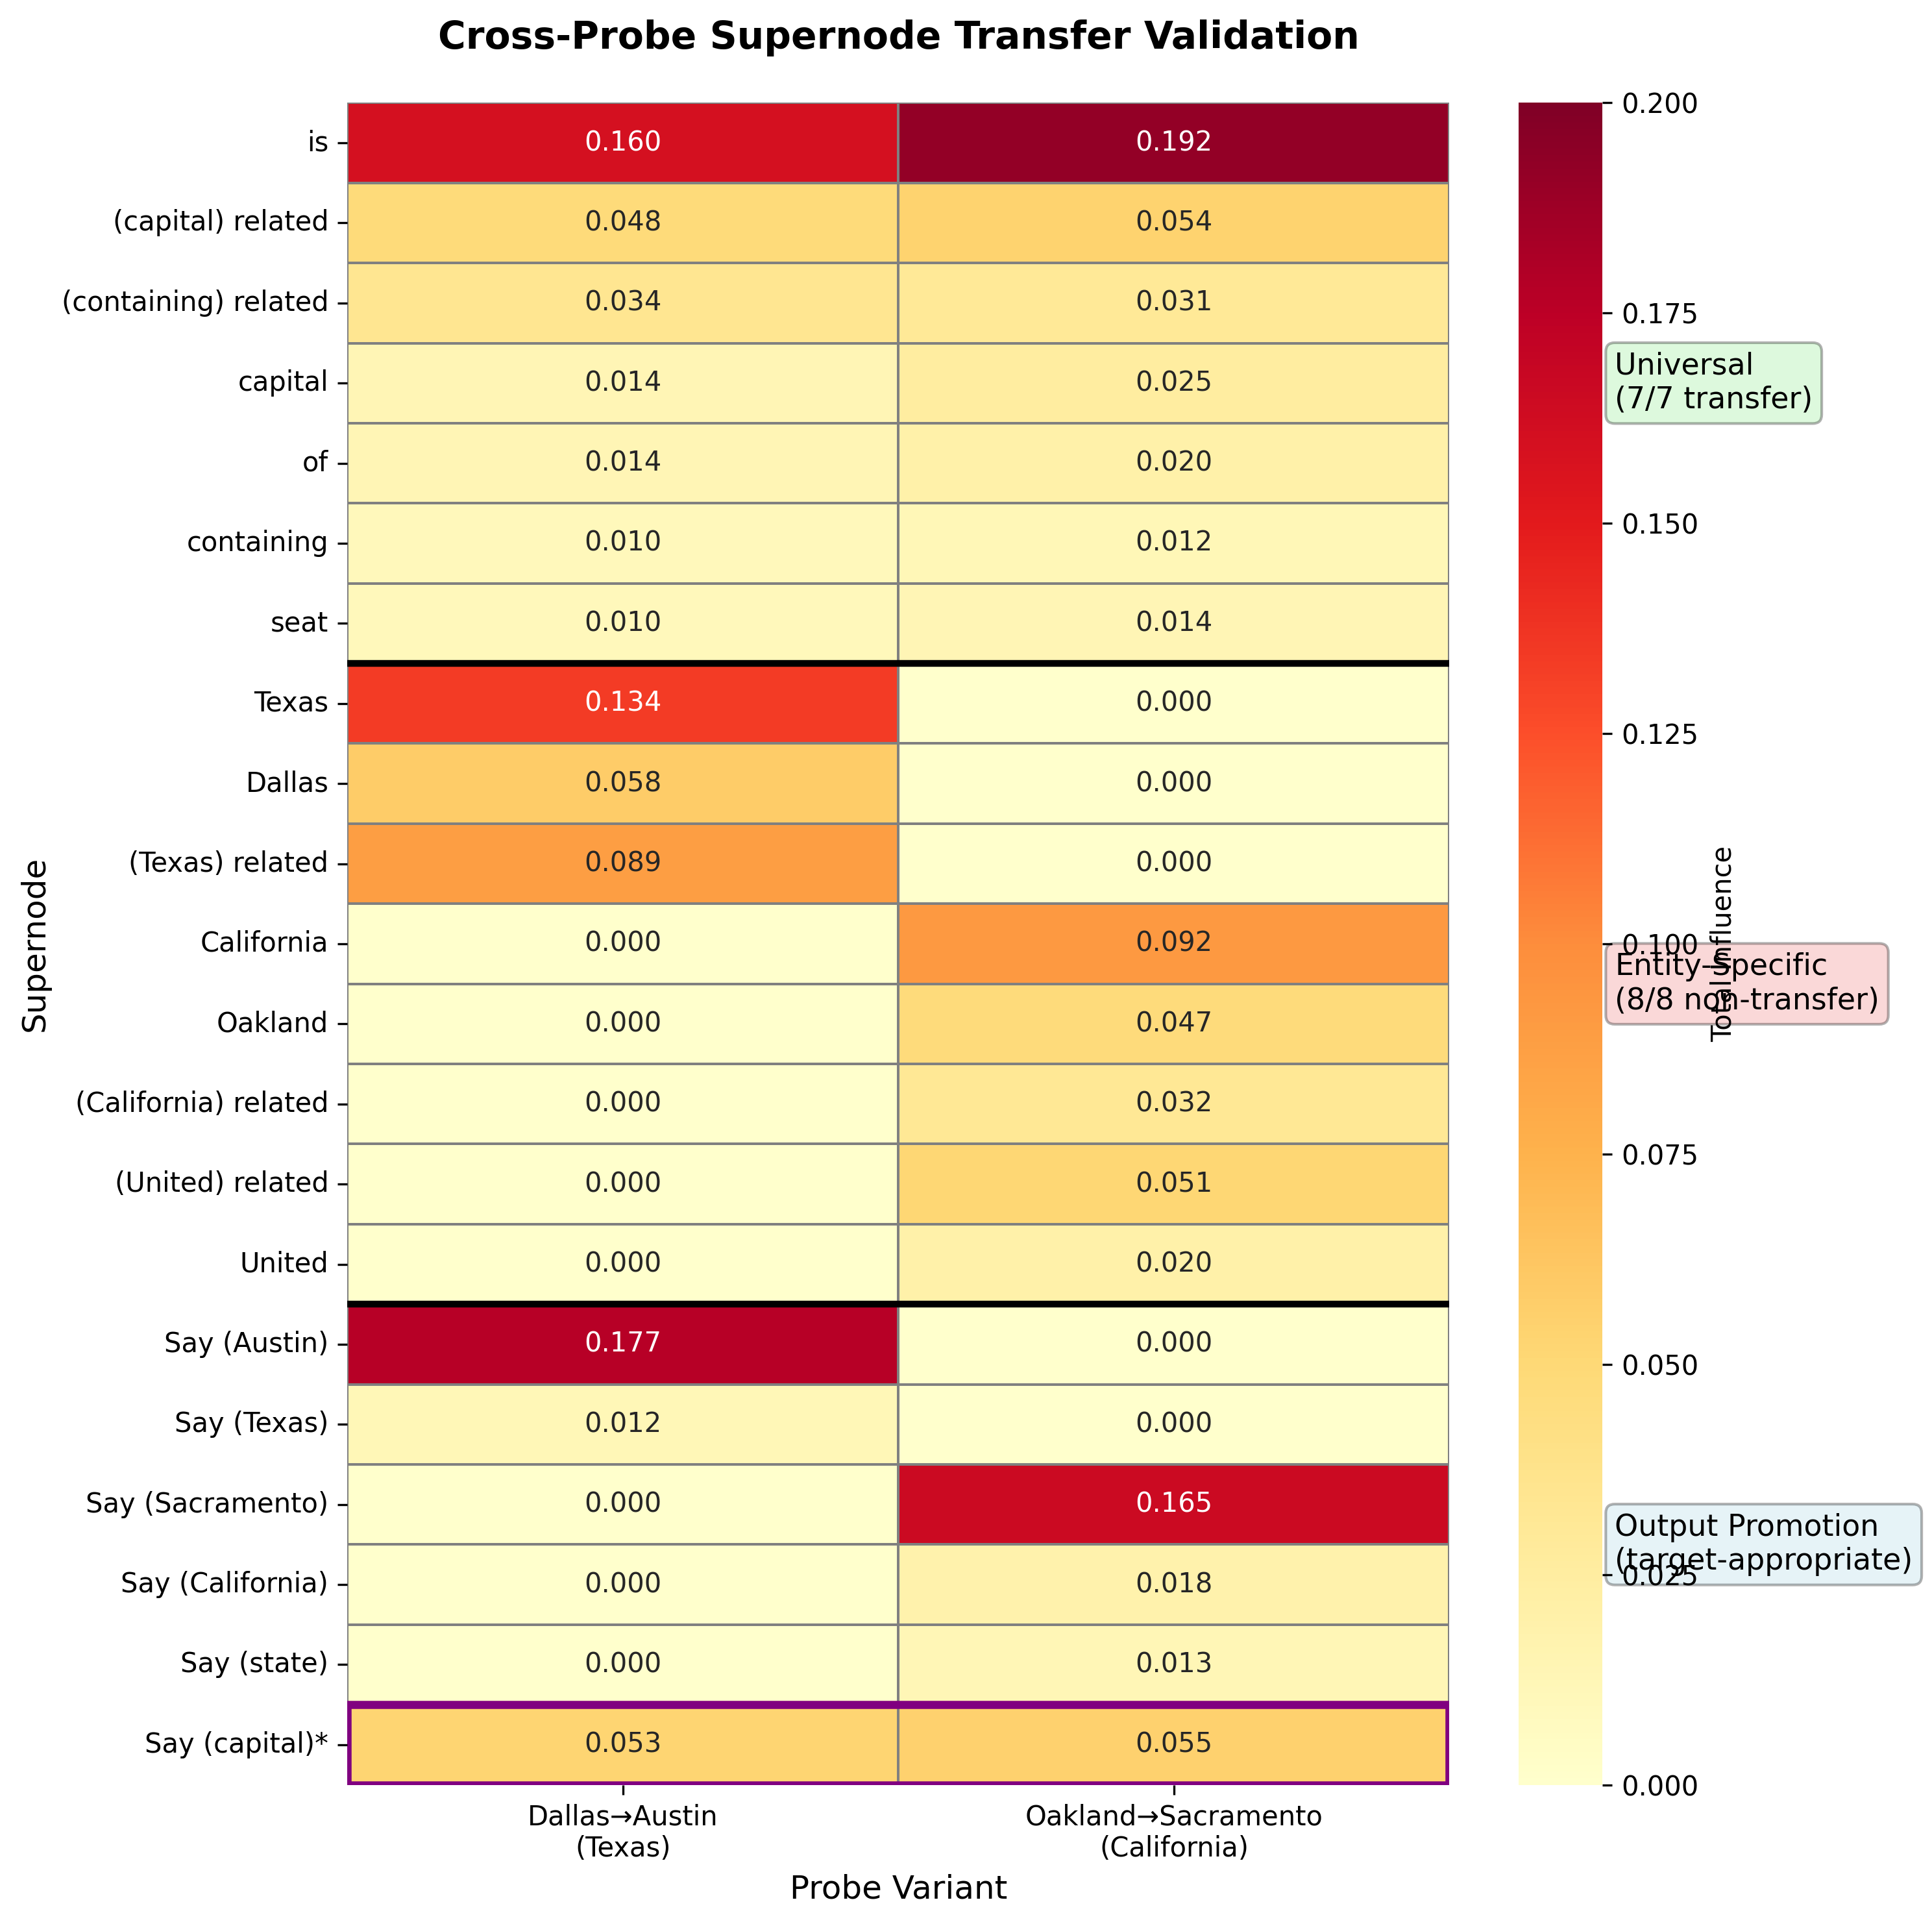 Cross-Probe Supernode Transfer Validation
Supernode
is 0.160 0.192
(capital) related 0.048 0.054
(containing) related 0.034 0.031
capital 0.014 0.025
of 0.014 0.020
containing 0.010 0.012
seat 0.010 0.014
Texas 0.134 0.000
Dallas 0.058 0.000
(Texas) related 0.089 0.000
California 0.000 0.092
Oakland 0.000 0.047
(California) related 0.000 0.032
(United) related 0.000 0.051
United 0.000 0.020
Say (Austin) 0.177 0.000
Say (Texas) 0.012 0.000
Say (Sacramento) 0.000 0.165
Say (California) 0.000 0.018
Say (state) 0.000 0.013
Say (capital)* 0.053 0.055
Dallas→Austin
(Texas)
Oakland→Sacramento
(California)
Probe Variant
0.200
0.175
0.150
0.125
0.100
0.075
0.050
0.025
0.000
Total Influence
Universal
(7/7 transfer)
Entity-Specific
(8/8 non-transfer)
Output Promotion
(target-appropriate)